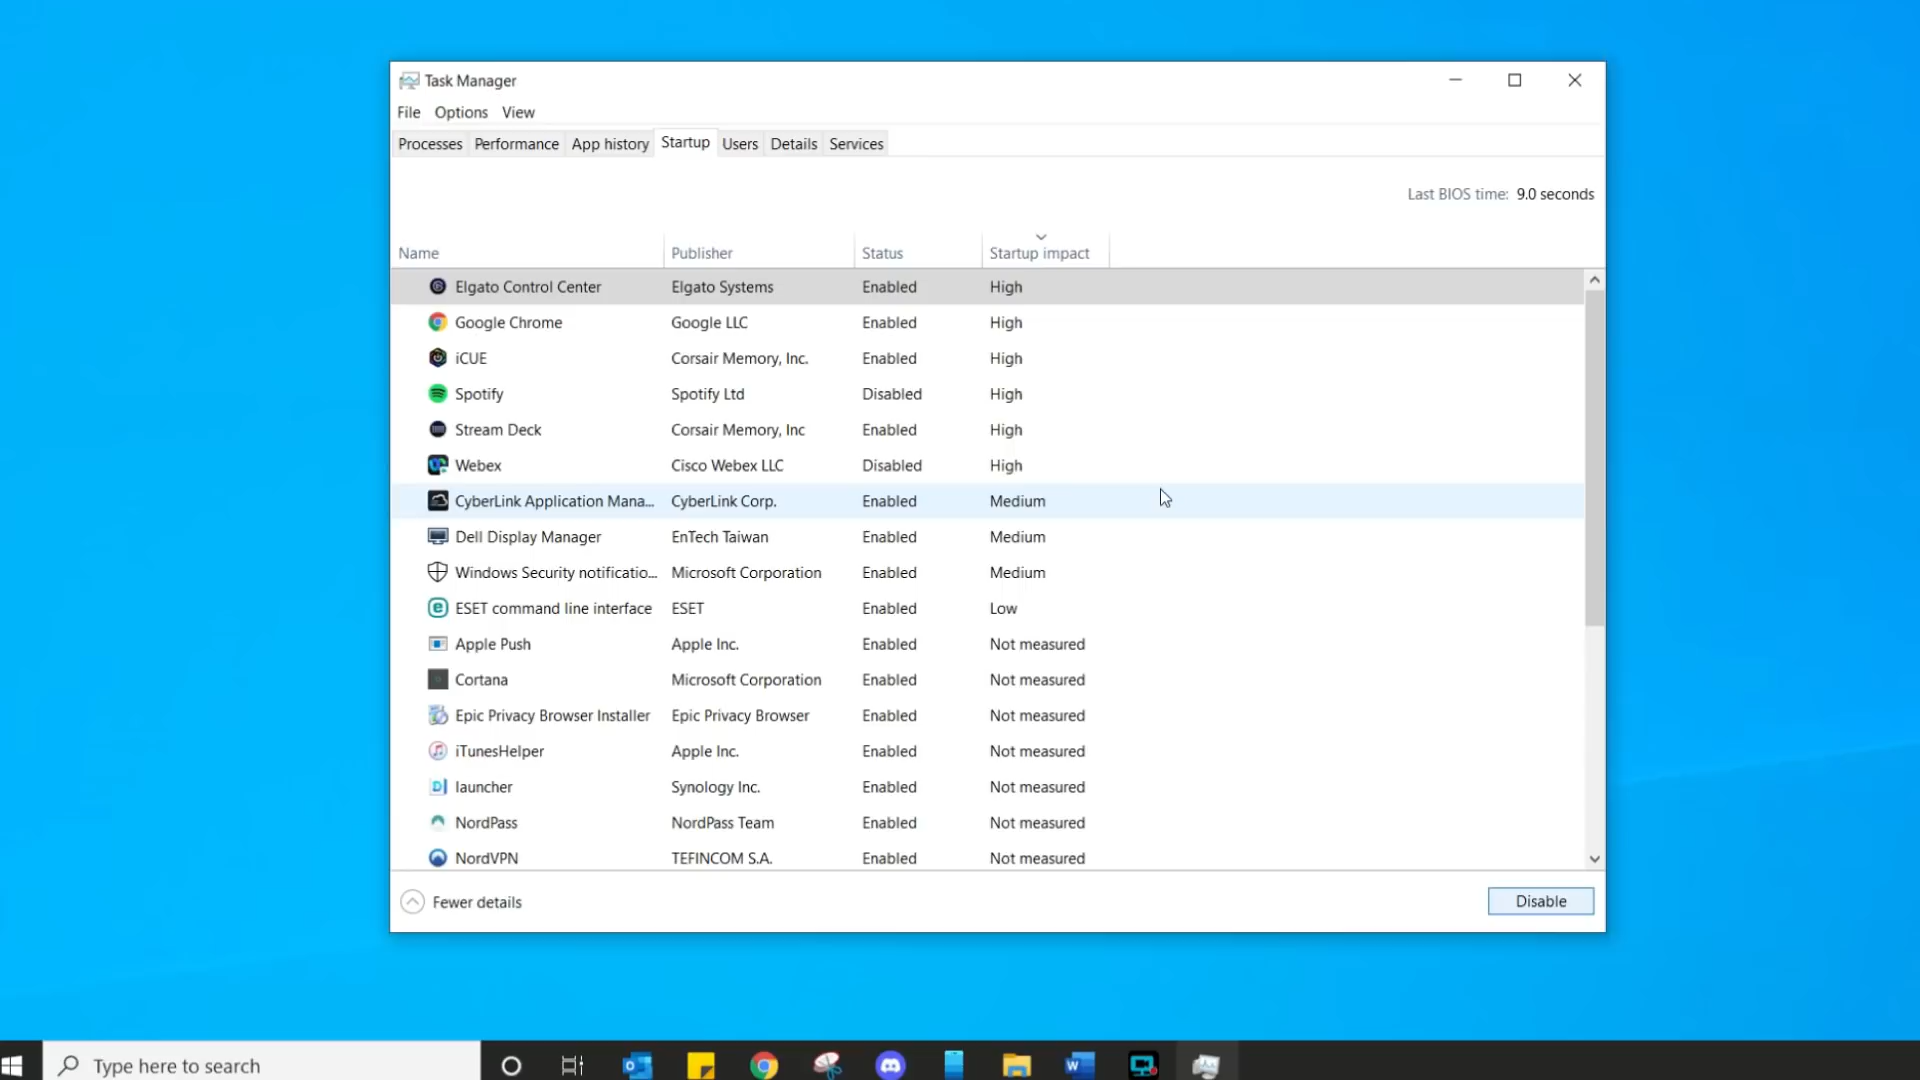 Task Manager
File Options View
Processes Performance App history Startup Users Details Services
Last BIOS time: 9.0 seconds
Name Publisher Status Startup impact
Elgato Control Center Elgato Systems Enabled High
Google Chrome Google LLC Enabled High
iCUE Corsair Memory, Inc. Enabled High
Spotify Spotify Ltd Disabled High
Stream Deck Corsair Memory, Inc Enabled High
Webex Cisco Webex LLC Disabled High
CyberLink Application Mana... CyberLink Corp. Enabled Medium
Dell Display Manager EnTech Taiwan Enabled Medium
Windows Security notificatio... Microsoft Corporation Enabled Medium
ESET command line interface ESET Enabled Low
Apple Push Apple Inc. Enabled Not measured
Cortana Microsoft Corporation Enabled Not measured
Epic Privacy Browser Installer Epic Privacy Browser Enabled Not measured
iTunesHelper Apple Inc. Enabled Not measured
launcher Synology Inc. Enabled Not measured
NordPass NordPass Team Enabled Not measured
NordVPN TEFINCOM S.A. Enabled Not measured
Fewer details Disable
Type here to search